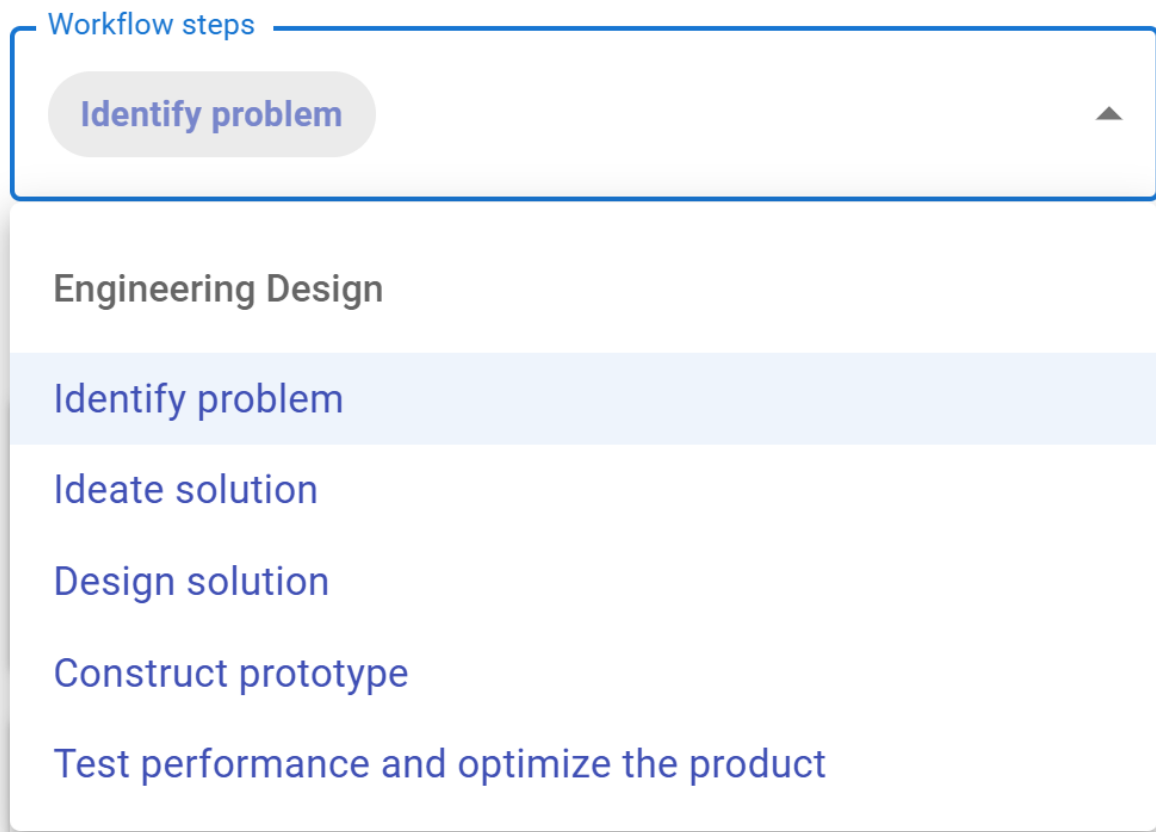 Workflow steps
Identify problem
Engineering Design
Identify problem
Ideate solution
Design solution
Construct prototype
Test performance and optimize the product